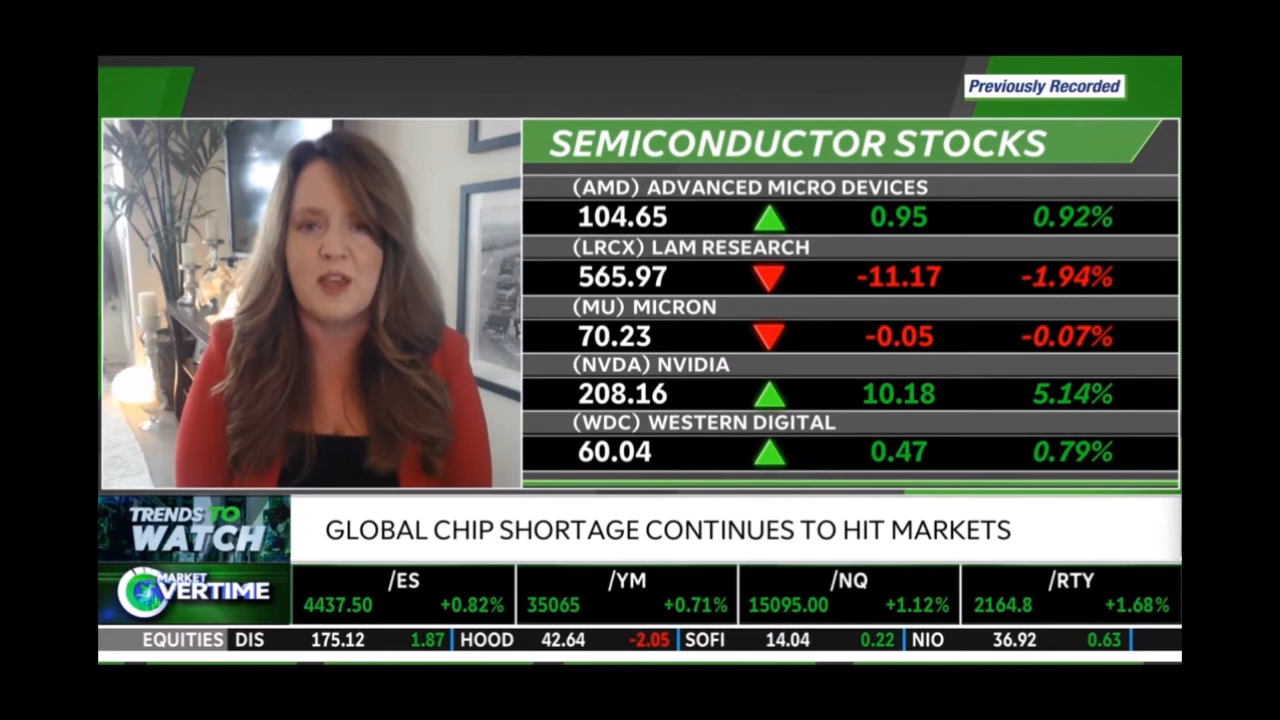 Previously Recorded
SEMICONDUCTOR STOCKS
(AMD) ADVANCED MICRO DEVICES
104.65 ▲ 0.95 0.92%
(LRCX) LAM RESEARCH
565.97 ▼ -11.17 -1.94%
(MU) MICRON
70.23 ▼ -0.05 -0.07%
(NVDA) NVIDIA
208.16 ▲ 10.18 5.14%
(WDC) WESTERN DIGITAL
60.04 ▲ 0.47 0.79%
TRENDS TO
WATCH
GLOBAL CHIP SHORTAGE CONTINUES TO HIT MARKETS
MARKET
OVERTIME
/ES /YM /NQ /RTY
4437.50 +0.82% 35065 +0.71% 15095.00 +1.12% 2164.8 +1.68%
EQUITIES DIS 175.12 1.87 HOOD 42.64 -2.05 SOFI 14.04 0.22 NIO 36.92 0.63